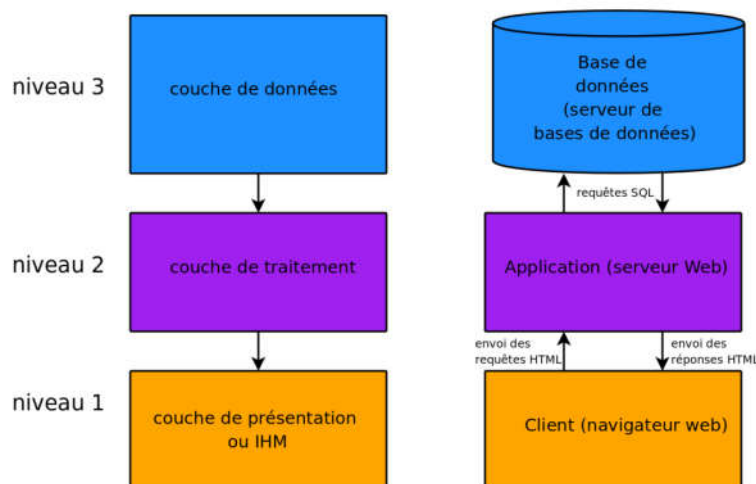 niveau 3
couche de données
Base de
données
(serveur de
bases de données)
requêtes SQL
niveau 2
couche de traitement
Application (serveur Web)
envoi des
requêtes HTML
envoi des
réponses HTML
niveau 1
couche de présentation
ou IHM
Client (navigateur web)